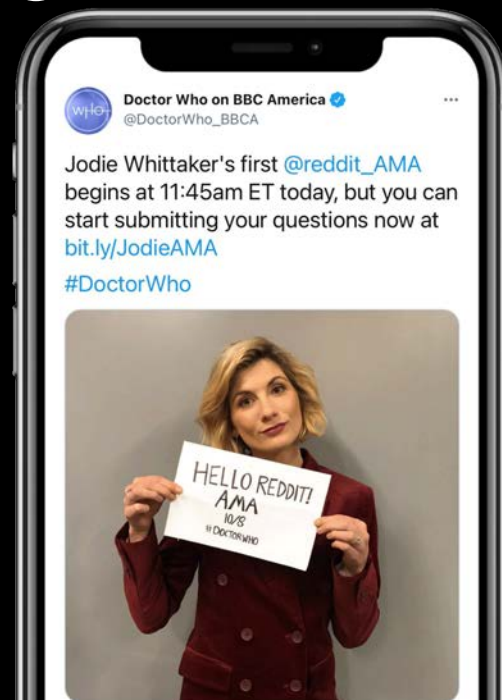 WHO
Doctor Who on BBC America
@DoctorWho_BBCA
Jodie Whittaker's first @reddit_AMA
begins at 11:45am ET today, but you can
start submitting your questions now at
bit.ly/JodieAMA
#DoctorWho
HELLO REDDIT!
AMA
10/8
#DOCTORWHO